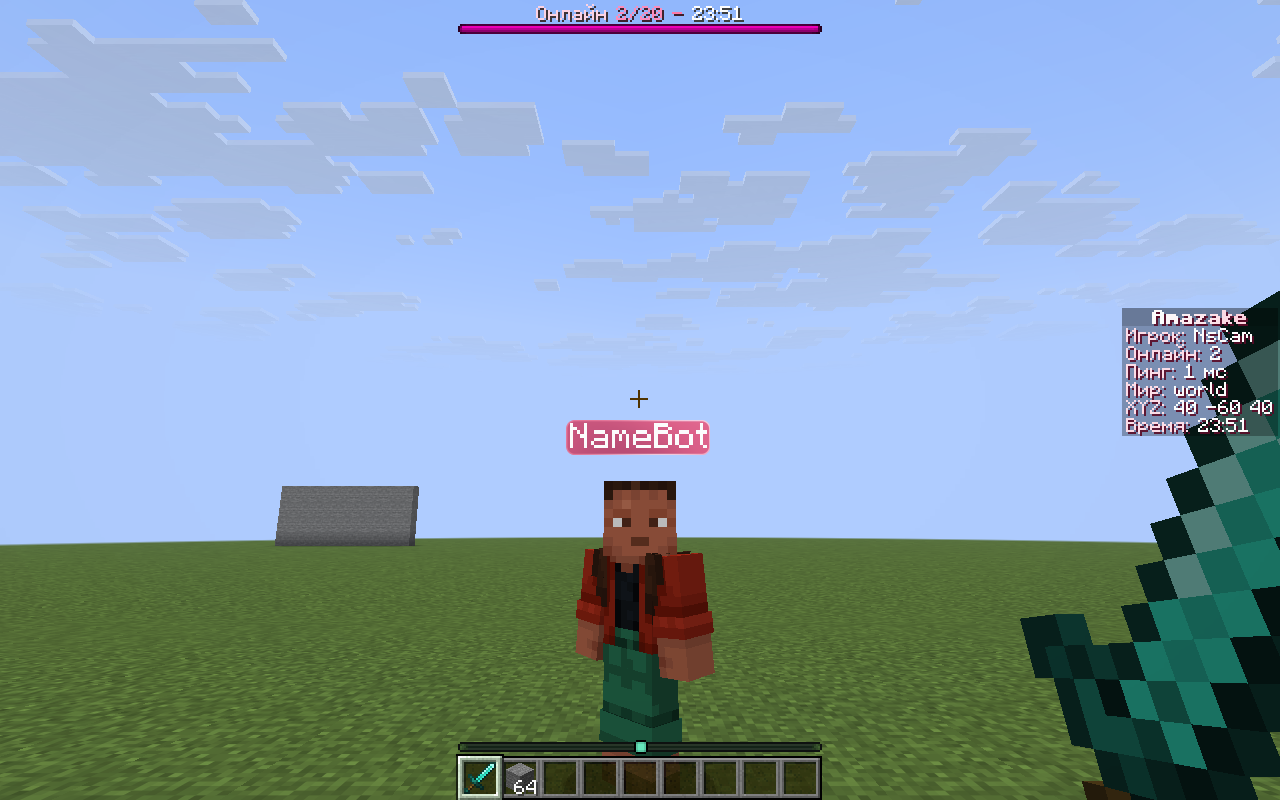 Онлайн 2/20 - 23:51
Amazake
Игрок: NsCam
Онлайн: 2
Пинг: 1 мс
Мир: world
XYZ: 40 -60 40
Время: 23:51
NameBot
64